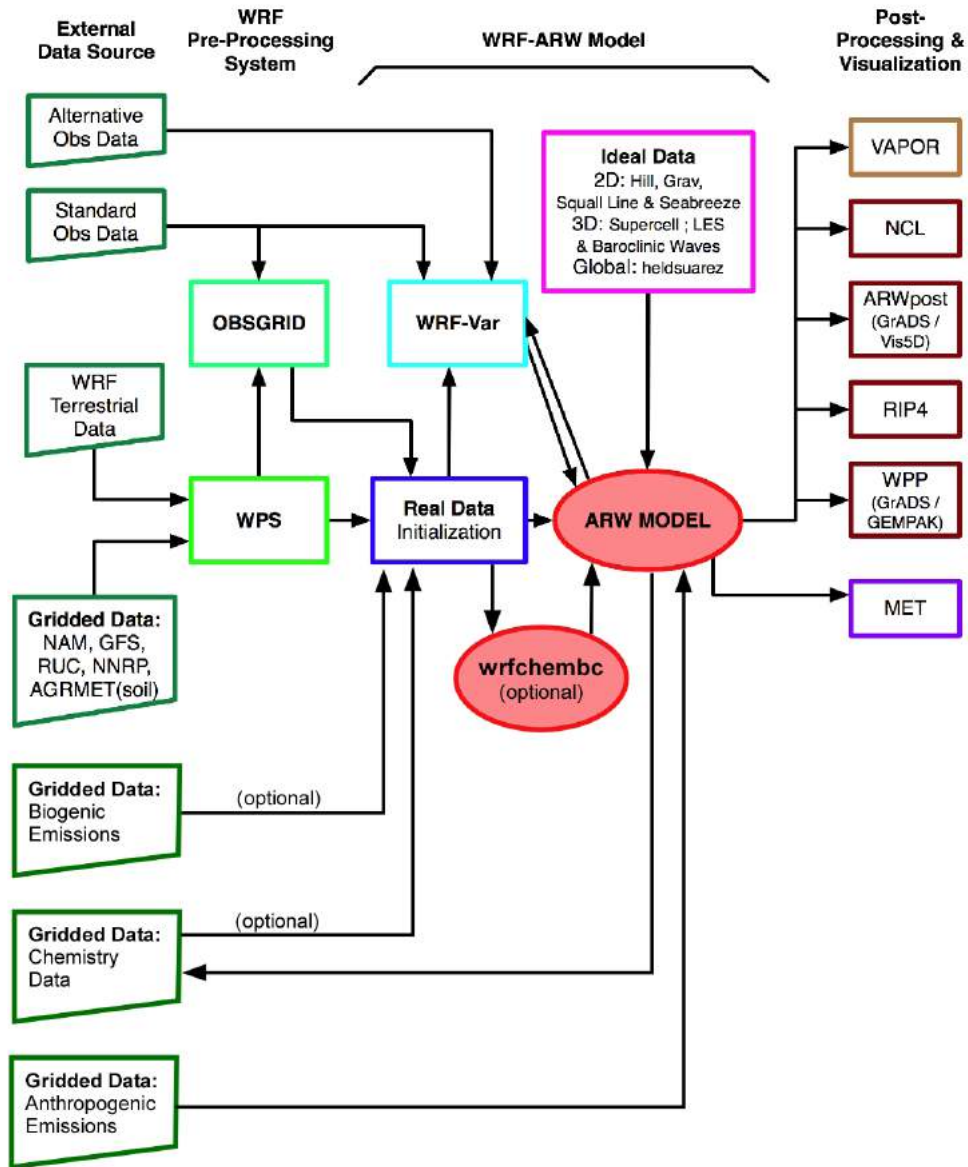 External
Data Source
WRF
Pre-Processing
System
WRF-ARW Model
Post-
Processing &
Visualization
Alternative
Obs Data
Standard
Obs Data
WRF
Terrestrial
Data
Gridded Data:
NAM, GFS,
RUC, NNRP,
AGRMET(soil)
Gridded Data:
Biogenic
Emissions
Gridded Data:
Chemistry
Data
Gridded Data:
Anthropogenic
Emissions
OBSGRID
WPS
(optional)
(optional)
WRF-Var
Real Data
Initialization
Ideal Data
2D: Hill, Grav,
Squall Line & Seabreeze
3D: Supercell ; LES
& Baroclinic Waves
Global: heldsuarez
ARW MODEL
wrfchembc
(optional)
VAPOR
NCL
ARWpost
(GrADS /
Vis5D)
RIP4
WPP
(GrADS /
GEMPAK)
MET